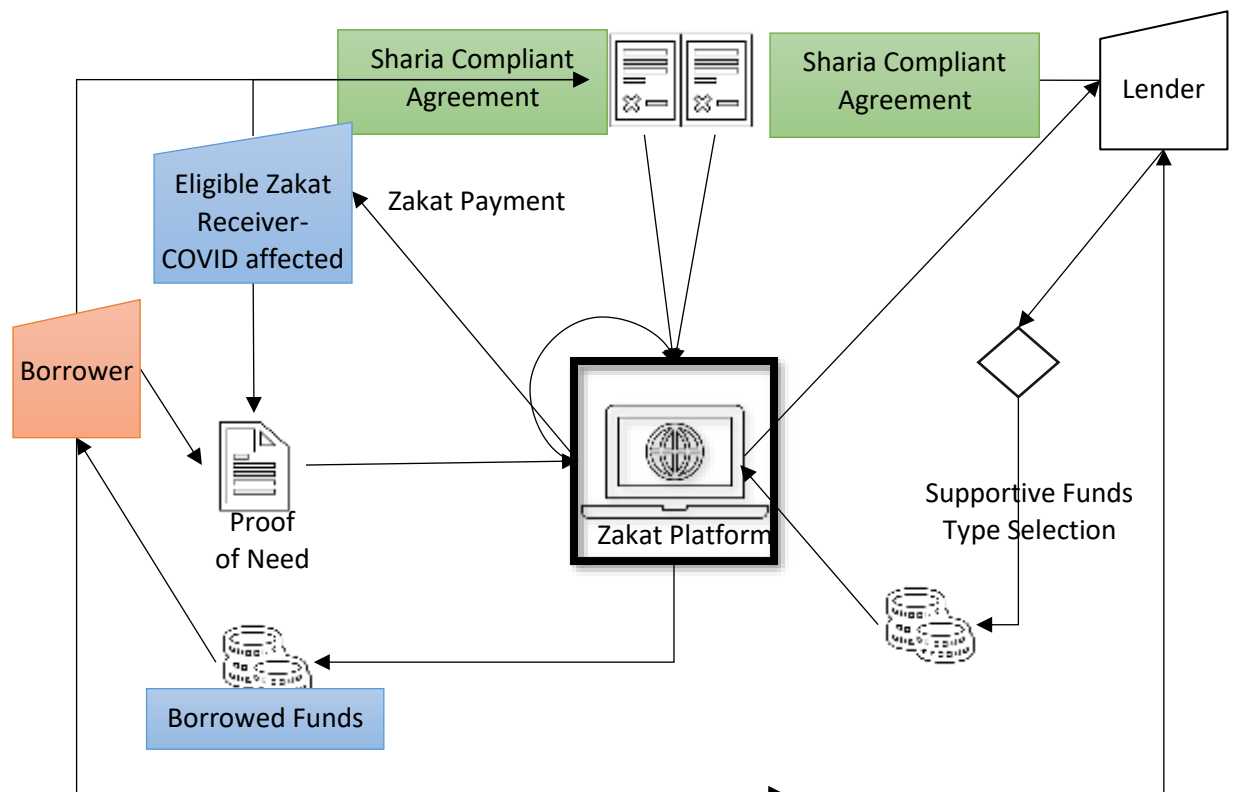 Sharia Compliant
Agreement
Sharia Compliant
Agreement
Lender
Eligible Zakat
Receiver-
COVID affected
Zakat Payment
Borrower
Proof
of Need
Zakat Platform
Supportive Funds
Type Selection
Borrowed Funds